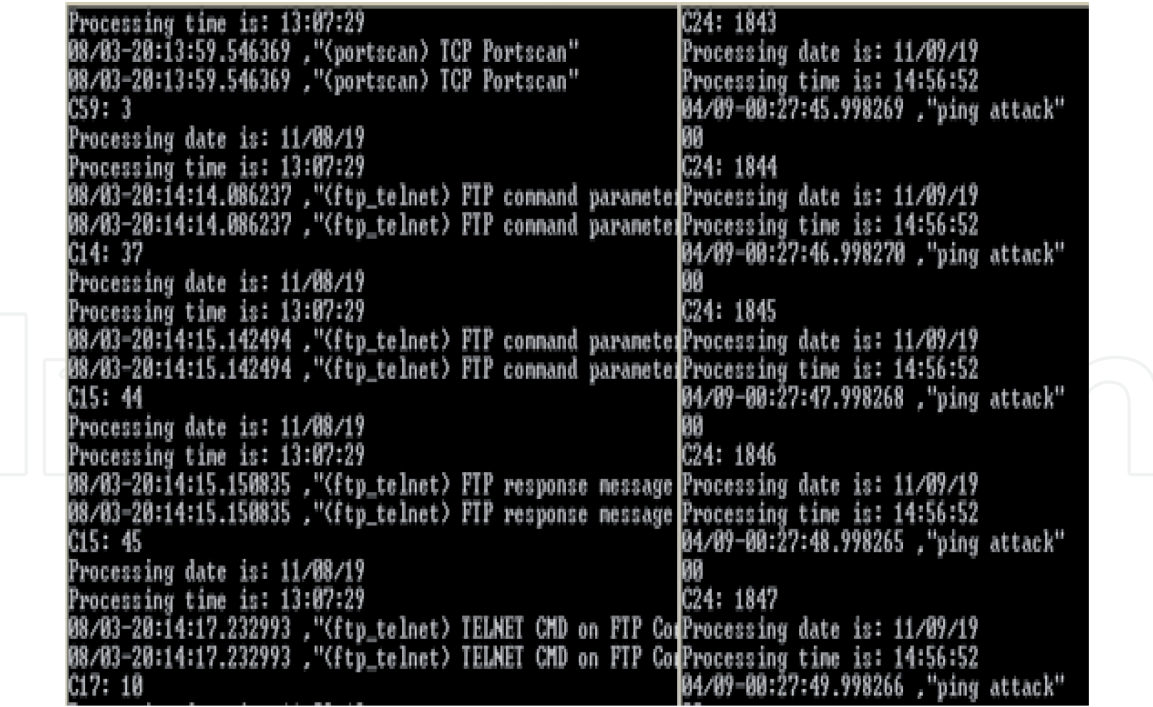 Processing time is: 13:07:29
08/03-20:13:59.546369 ,"(portscan) TCP Portscan"
08/03-20:13:59.546369 ,"(portscan) TCP Portscan"
C59: 3
Processing date is: 11/08/19
Processing time is: 13:07:29
08/03-20:14:14.086237 ,"(ftp_telnet) FTP command paramete
08/03-20:14:14.086237 ,"(ftp_telnet) FTP command paramete
C14: 37
Processing date is: 11/08/19
Processing time is: 13:07:29
08/03-20:14:15.142494 ,"(ftp_telnet) FTP command paramete
08/03-20:14:15.142494 ,"(ftp_telnet) FTP command paramete
C15: 44
Processing date is: 11/08/19
Processing time is: 13:07:29
08/03-20:14:15.150835 ,"(ftp_telnet) FTP response message
08/03-20:14:15.150835 ,"(ftp_telnet) FTP response message
C15: 45
Processing date is: 11/08/19
Processing time is: 13:07:29
08/03-20:14:17.232993 ,"(ftp_telnet) TELNET CMD on FTP Co
08/03-20:14:17.232993 ,"(ftp_telnet) TELNET CMD on FTP Co
C17: 10
C24: 1843
Processing date is: 11/09/19
Processing time is: 14:56:52
04/09-00:27:45.998269 ,"ping attack"
00
C24: 1844
Processing date is: 11/09/19
Processing time is: 14:56:52
04/09-00:27:46.998270 ,"ping attack"
00
C24: 1845
Processing date is: 11/09/19
Processing time is: 14:56:52
04/09-00:27:47.998268 ,"ping attack"
00
C24: 1846
Processing date is: 11/09/19
Processing time is: 14:56:52
04/09-00:27:48.998265 ,"ping attack"
00
C24: 1847
Processing date is: 11/09/19
Processing time is: 14:56:52
04/09-00:27:49.998266 ,"ping attack"